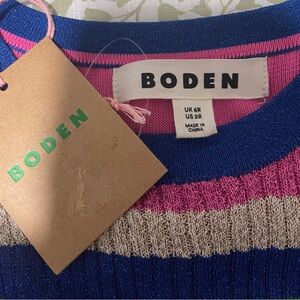 BODEN
BODEN
UK 6R
US 2R
MADE IN
CHINA